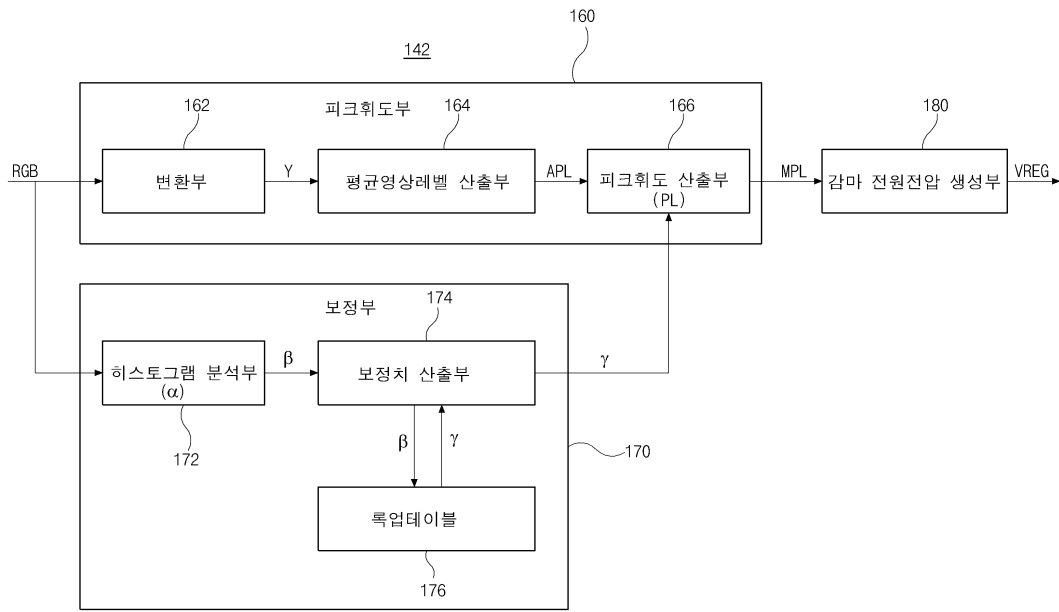 160
142
피크휘도부
162
164
166
180
RGB
변환부
Y
평균영상레벨 산출부
APL
피크휘도 산출부
(PL)
MPL
감마 전원전압 생성부
VREG
보정부
174
히스토그램 분석부
(α)
β
보정치 산출부
γ
172
β
γ
170
룩업테이블
176